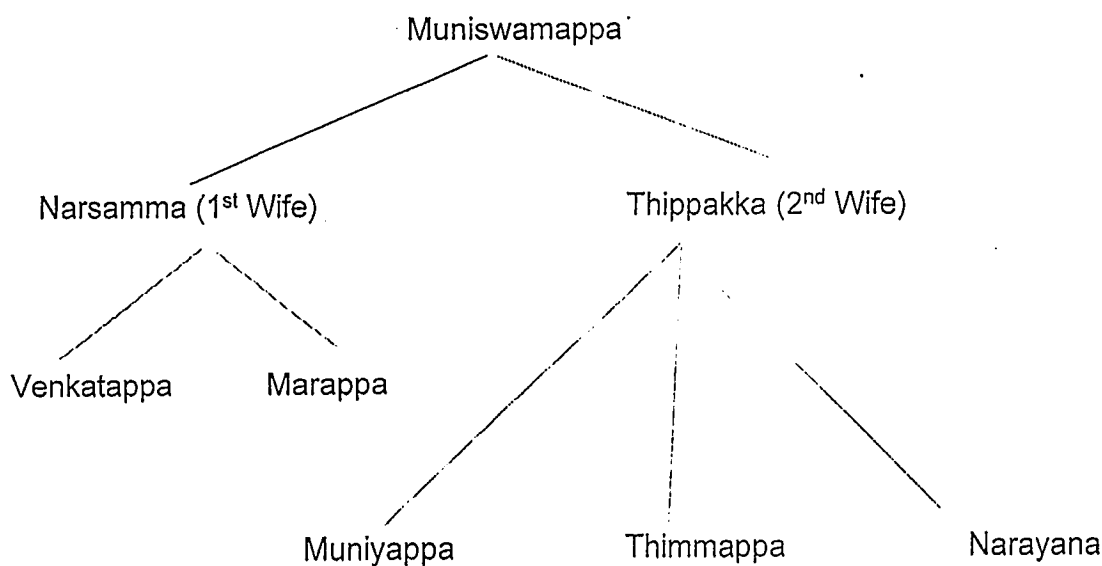 Muniswamappa
Narsamma (1st Wife)
Thippakka (2nd Wife)
Venkatappa
Marappa
Muniyappa
Thimmappa
Narayana